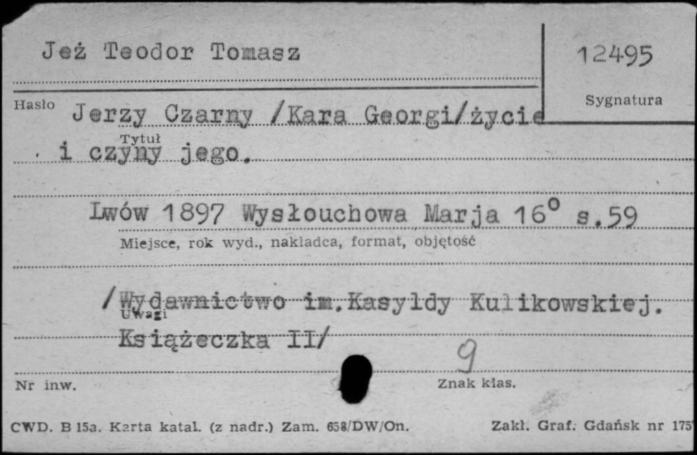 Jeż Teodor Tomasz
12495
Sygnatura
Hasło
Jerzy Czarny /Kara Georgi/życie
Tytuł
i czyny jego.
Lwów 1897 Wysłouchowa Marja 16° s.59
Miejsce, rok wyd., nakładca, format, objętość
/Wydawnictwo im.Kasyldy Kulikowskiej.
Uwagi
Książeczka II/
9
Nr inw.
Znak klas.
CWD. B 15a. Karta katal. (z nadr.) Zam. 658/DW/On.
Zakł. Graf. Gdańsk nr 175